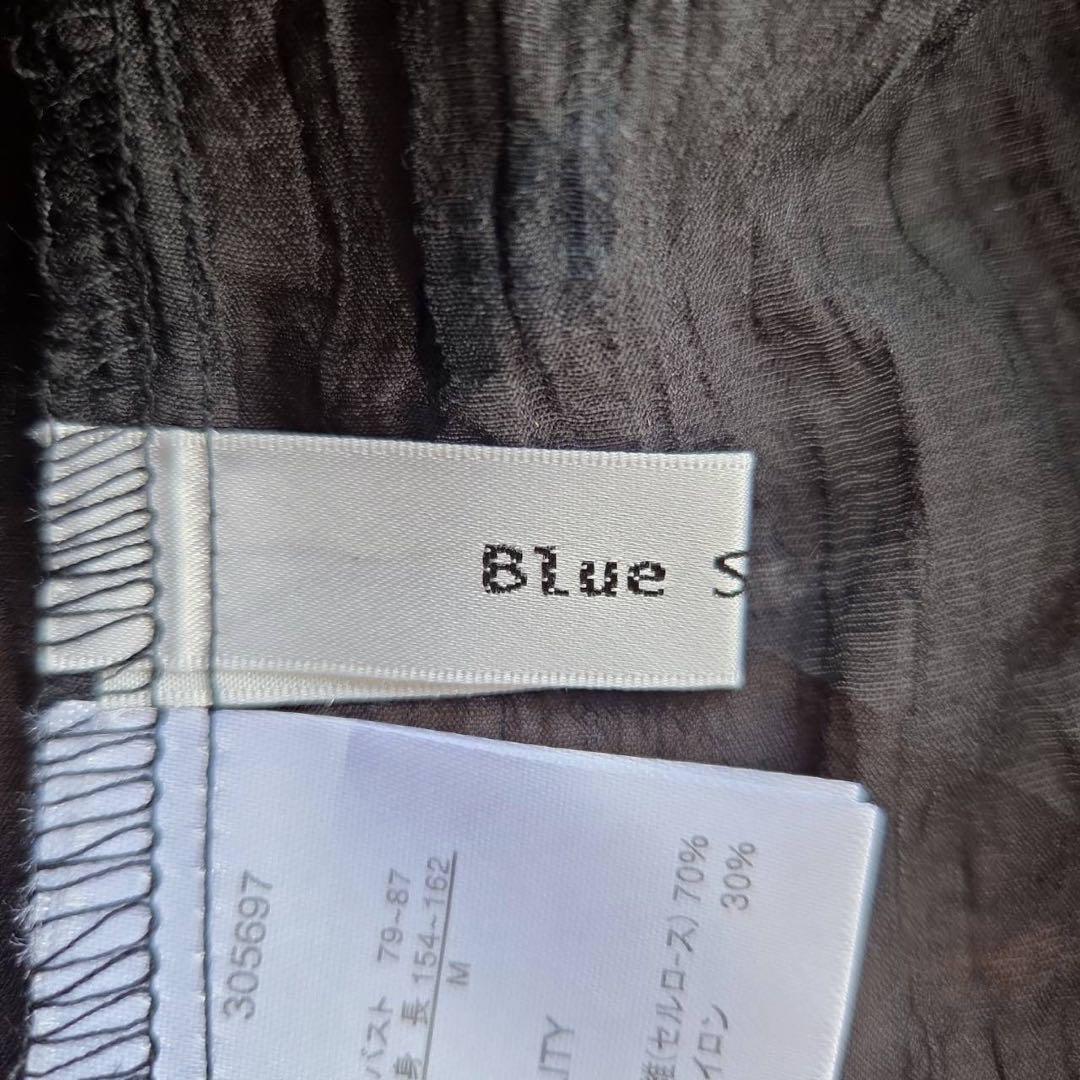 Blue S
305697
バスト 79~87
身長 154~162
M
LITY
維(セルロース) 70%
イロン 30%